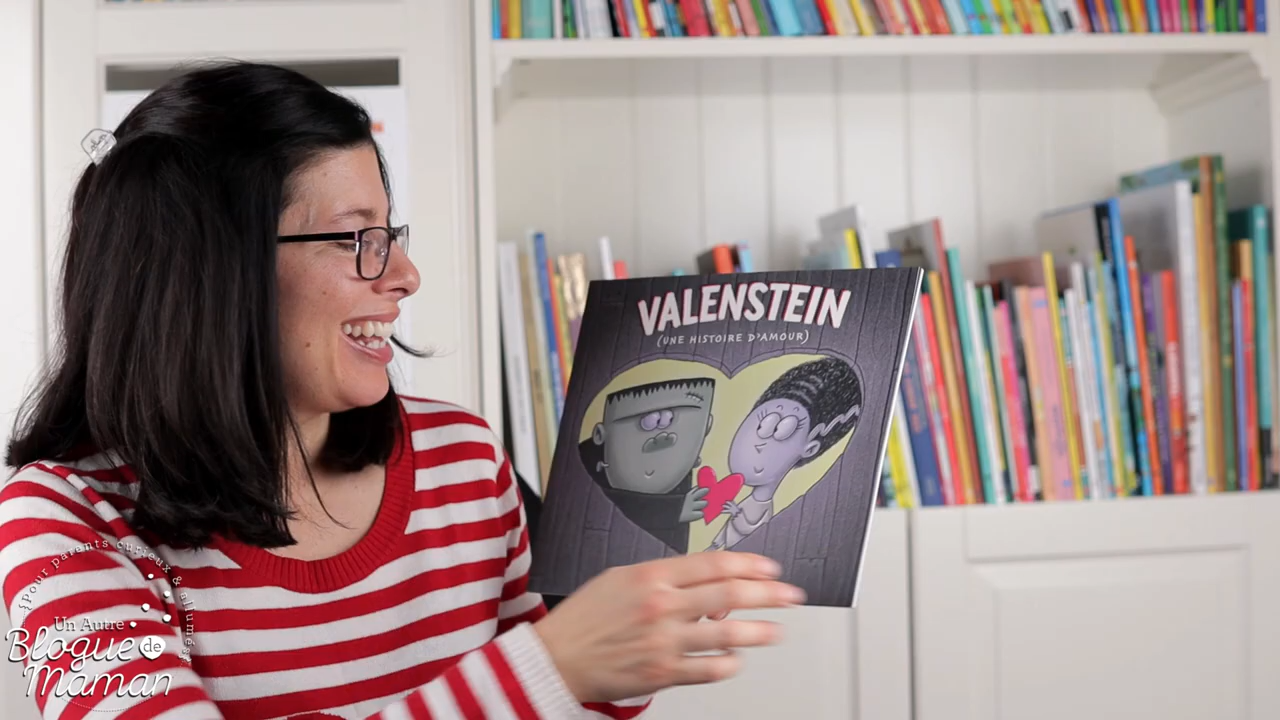 VALENSTEIN
(UNE HISTOIRE D'AMOUR)
{Pour parents curieux & allumés}
Un Autre
Blogue de
Maman